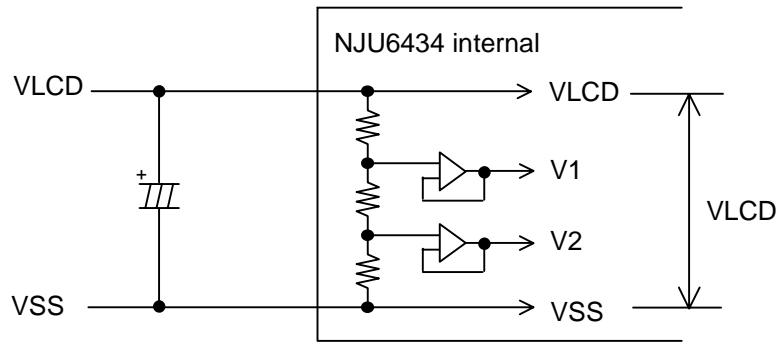 NJU6434 internal
VLCD
VLCD
+
V1
VLCD
V2
VSS
VSS